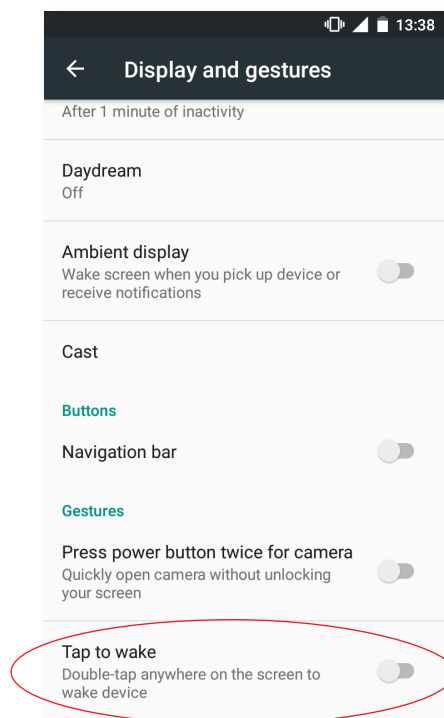 13:38
Display and gestures
After 1 minute of inactivity
Daydream
Off
Ambient display
Wake screen when you pick up device or
receive notifications
Cast
Buttons
Navigation bar
Gestures
Press power button twice for camera
Quickly open camera without unlocking
your screen
Tap to wake
Double-tap anywhere on the screen to
wake device